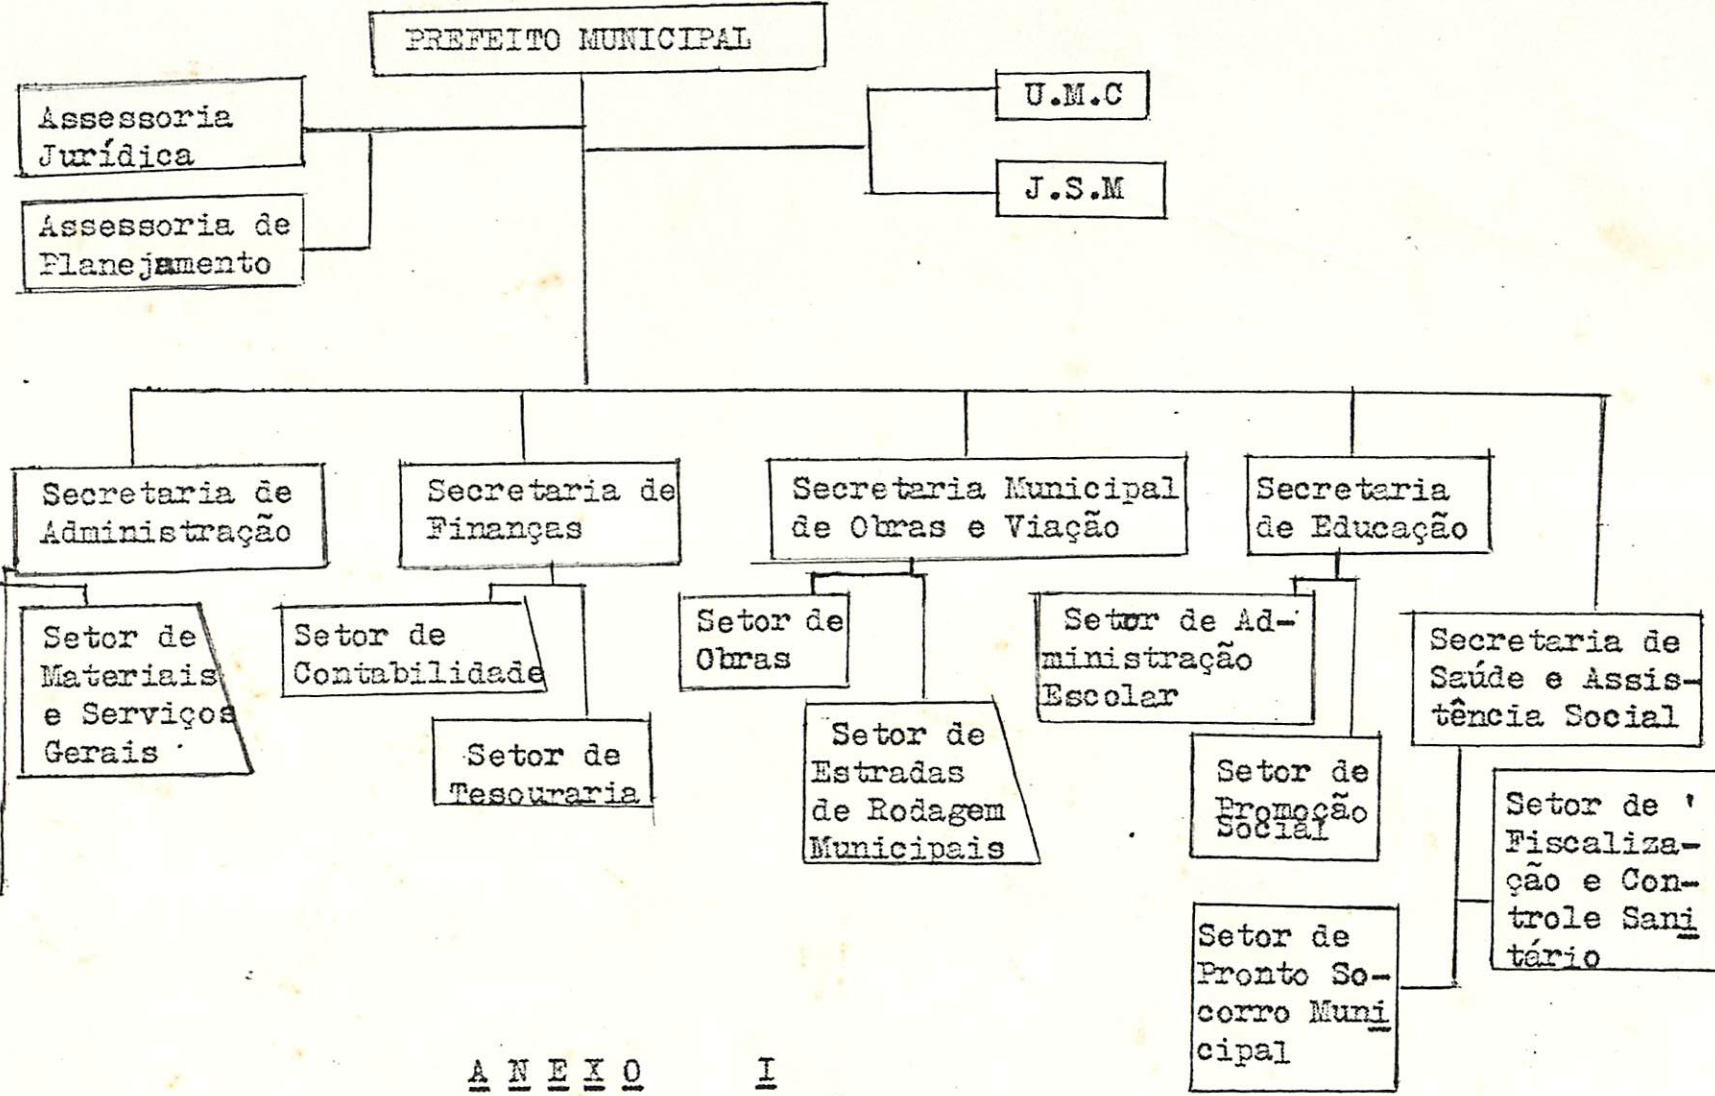 PREFEITO MUNICIPAL
Assessoria
Jurídica
Assessoria de
Planejamento
U.M.C
J.S.M
Secretaria de
Administração
Secretaria de
Finanças
Secretaria Municipal
de Obras e Viação
Secretaria
de Educação
Setor de
Materiais
e Serviços
Gerais
Setor de
Contabilidade
Setor de
Tesouraria
Setor de
Obras
Setor de
Estradas
de Rodagem
Municipais
Setor de Ad-
ministração
Escolar
Setor de
Promoção
Social
Secretaria de
Saúde e Assis-
tência Social
Setor de '
Fiscaliza-
ção e Con-
trole Sani
tário
Setor de
Pronto So-
corro Muni
cipal
A N E X O I